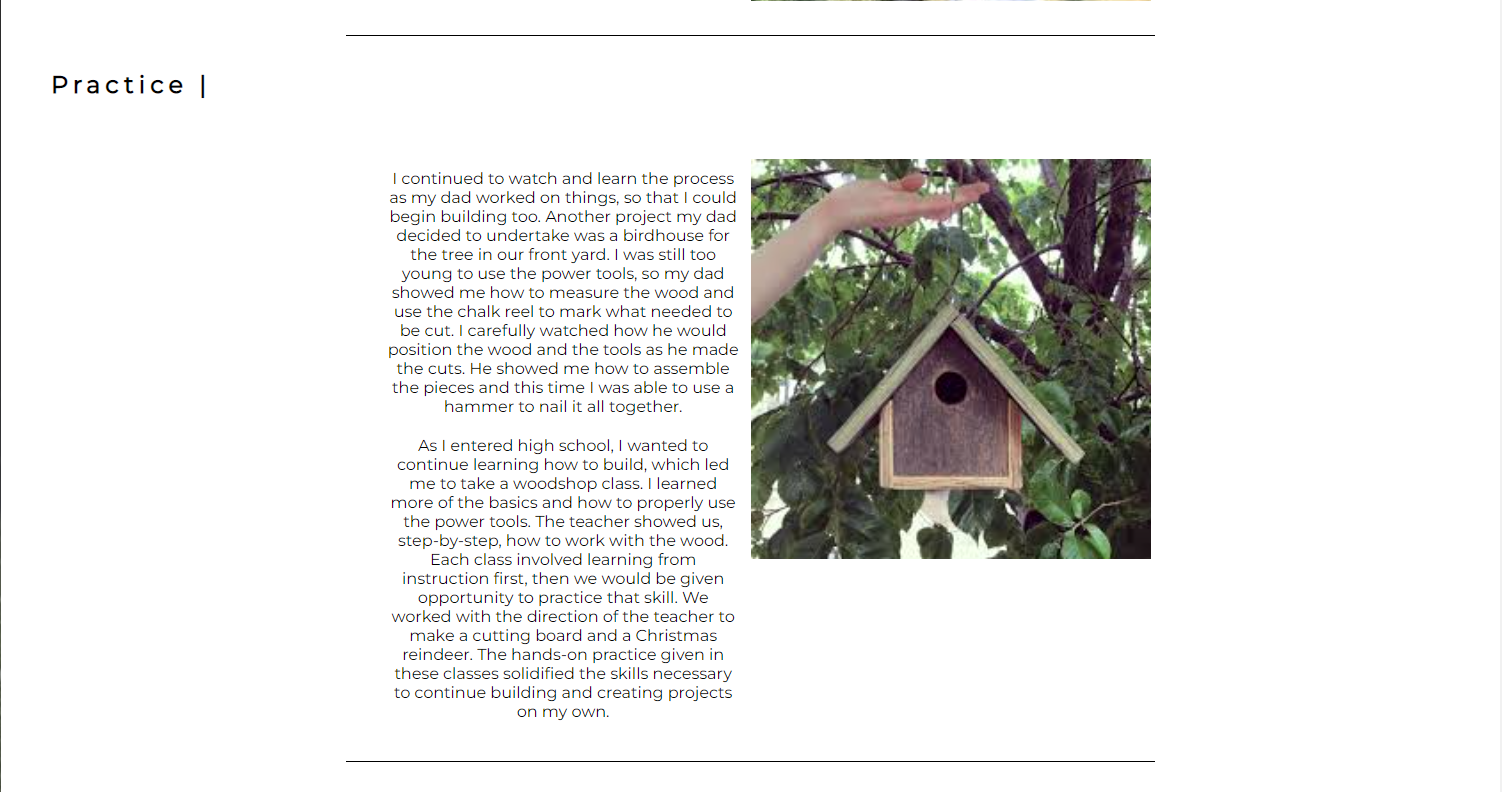 Practice |
I continued to watch and learn the process
as my dad worked on things, so that I could
begin building too. Another project my dad
decided to undertake was a birdhouse for
the tree in our front yard. I was still too
young to use the power tools, so my dad
showed me how to measure the wood and
use the chalk reel to mark what needed to
be cut. I carefully watched how he would
position the wood and the tools as he made
the cuts. He showed me how to assemble
the pieces and this time I was able to use a
hammer to nail it all together.
As I entered high school, I wanted to
continue learning how to build, which led
me to take a woodshop class. I learned
more of the basics and how to properly use
the power tools. The teacher showed us,
step-by-step, how to work with the wood.
Each class involved learning from
instruction first, then we would be given
opportunity to practice that skill. We
worked with the direction of the teacher to
make a cutting board and a Christmas
reindeer. The hands-on practice given in
these classes solidified the skills necessary
to continue building and creating projects
on my own.